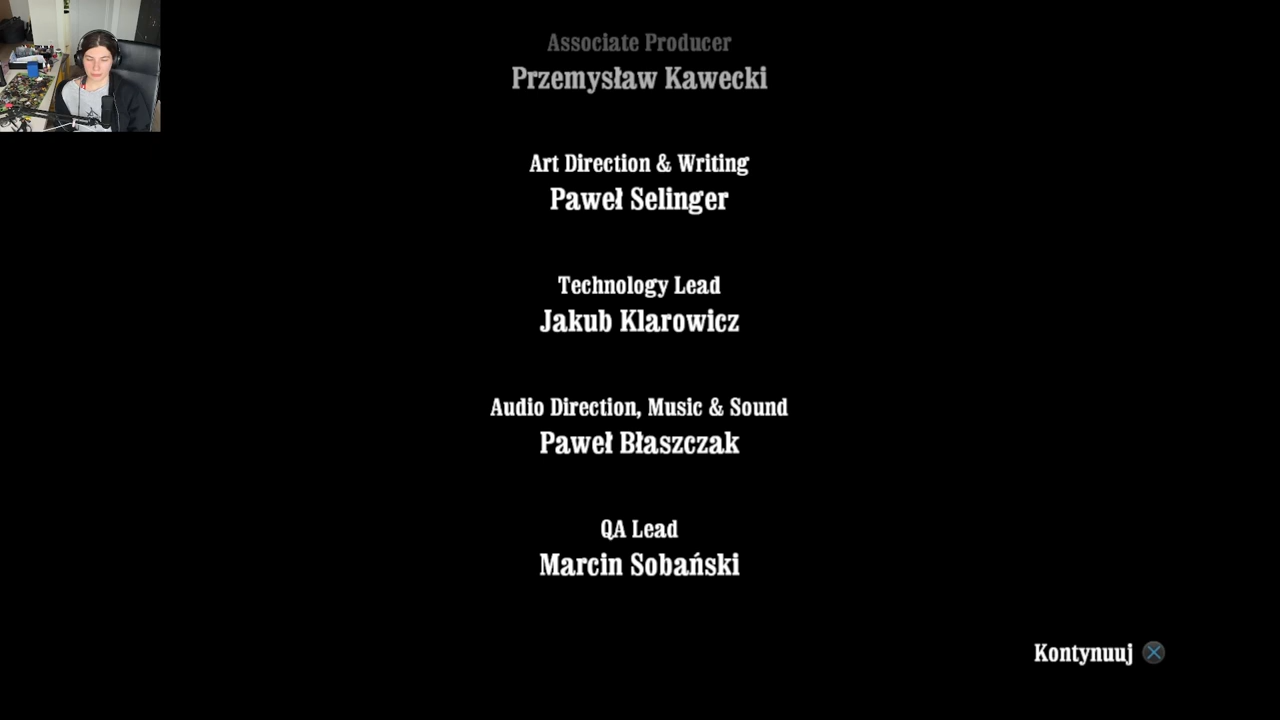 Associate Producer
Przemysław Kawecki
Art Direction & Writing
Paweł Selinger
Technology Lead
Jakub Klarowicz
Audio Direction, Music & Sound
Paweł Błaszczak
QA Lead
Marcin Sobański
Kontynuuj